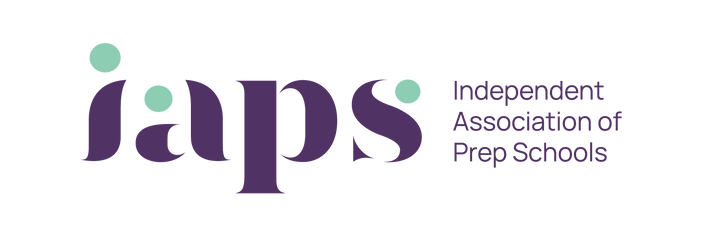 iaps
Independent
Association of
Prep Schools